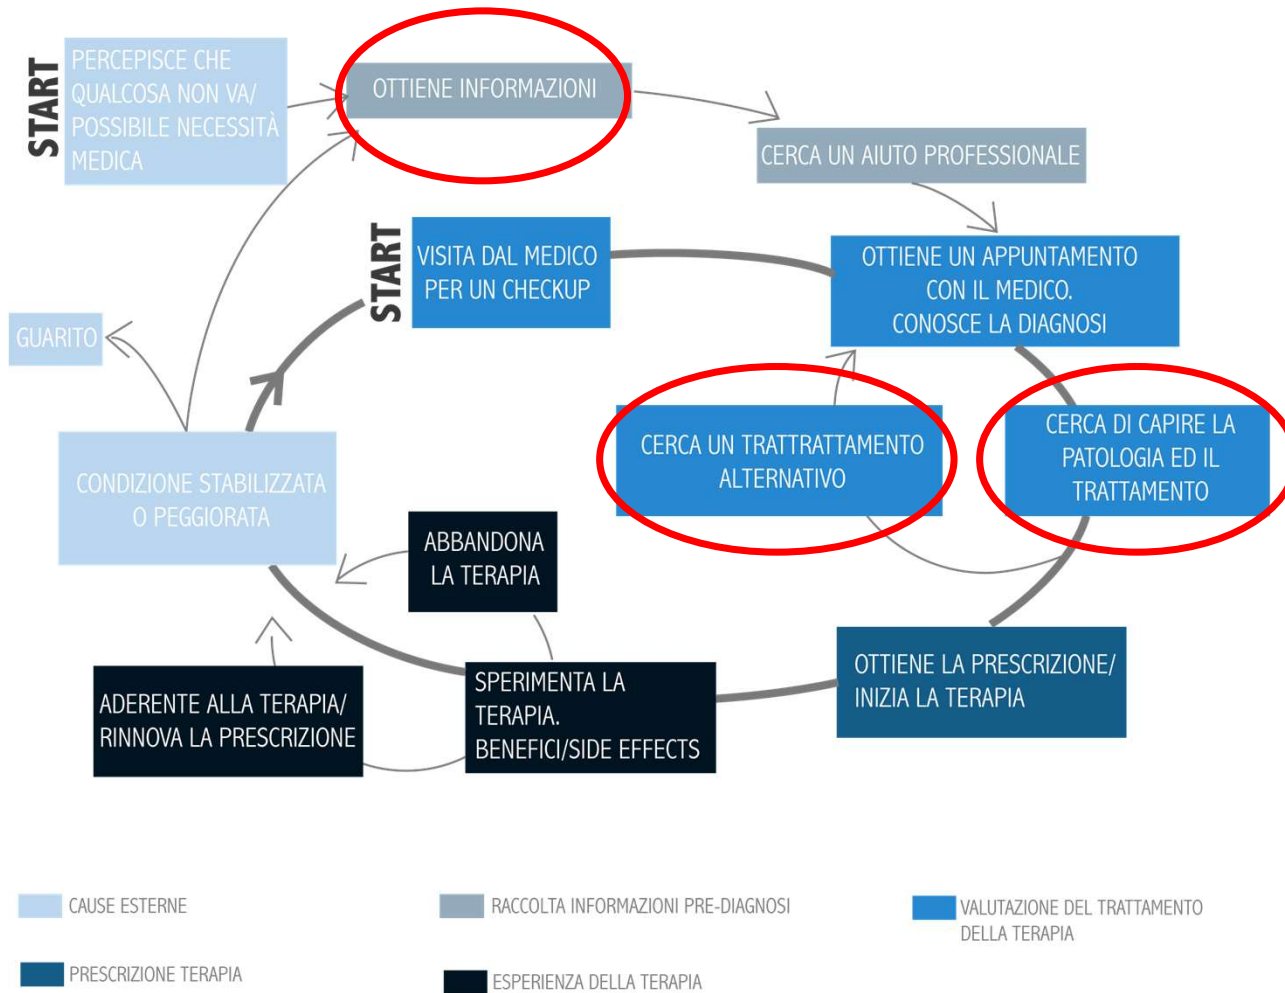 START
PERCEPISCE CHE
QUALCOSA NON VA/
POSSIBILE NECESSITÀ
MEDICA
OTTIENE INFORMAZIONI
CERCA UN AIUTO PROFESSIONALE
START
VISITA DAL MEDICO
PER UN CHECKUP
OTTIENE UN APPUNTAMENTO
CON IL MEDICO.
CONOSCE LA DIAGNOSI
GUARITO
CERCA UN TRATTRATTAMENTO
ALTERNATIVO
CERCA DI CAPIRE LA
PATOLOGIA ED IL
TRATTAMENTO
CONDIZIONE STABILIZZATA
O PEGGIORATA
ABBANDONA
LA TERAPIA
OTTIENE LA PRESCRIZIONE/
INIZIA LA TERAPIA
ADERENTE ALLA TERAPIA/
RINNOVA LA PRESCRIZIONE
SPERIMENTA LA
TERAPIA.
BENEFICI/SIDE EFFECTS
CAUSE ESTERNE
RACCOLTA INFORMAZIONI PRE-DIAGNOSI
VALUTAZIONE DEL TRATTAMENTO
DELLA TERAPIA
PRESCRIZIONE TERAPIA
ESPERIENZA DELLA TERAPIA